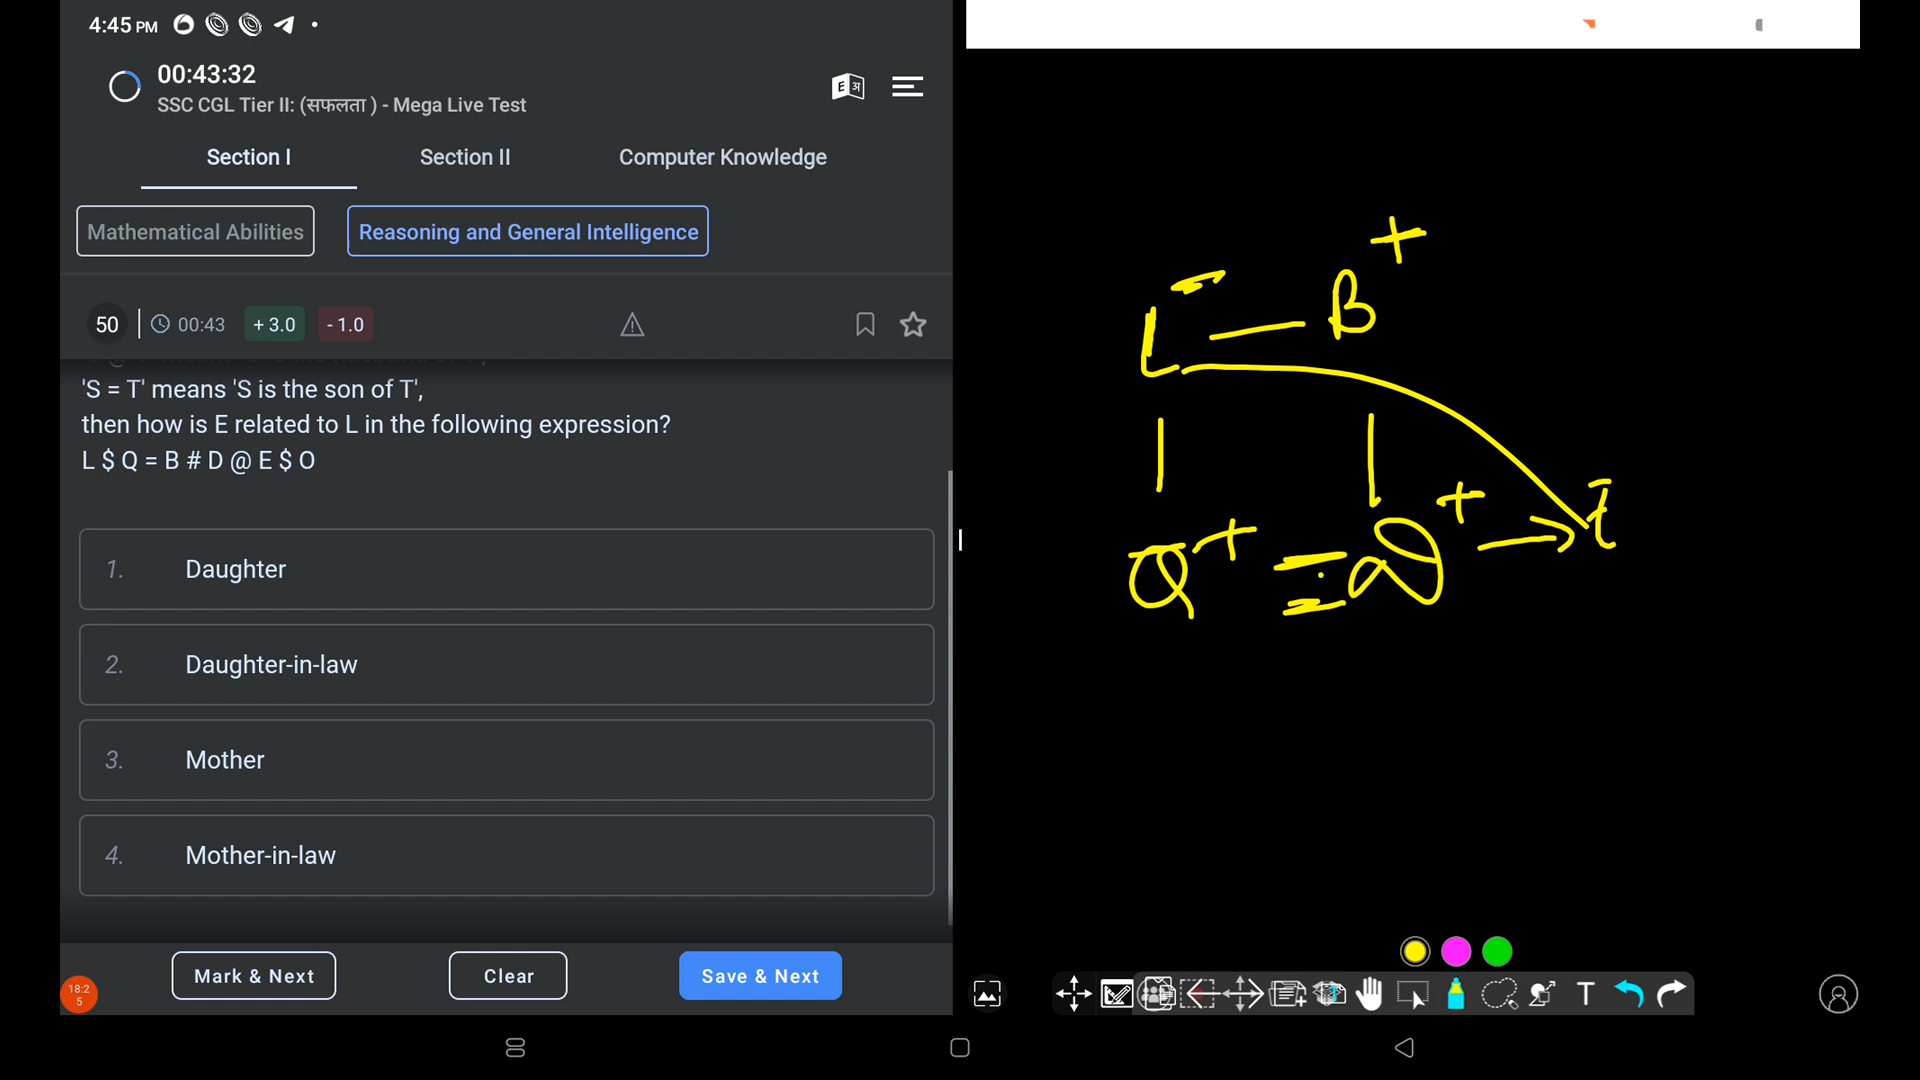 4:45 PM
00:43:32
SSC CGL Tier II: (सफलता ) - Mega Live Test
E अ
Section I
Section II
Computer Knowledge
Mathematical Abilities
Reasoning and General Intelligence
50
00:43
+ 3.0
- 1.0
'S = T' means 'S is the son of T',
then how is E related to L in the following expression?
L $ Q = B # D @ E $ O
1. Daughter
2. Daughter-in-law
3. Mother
4. Mother-in-law
Mark & Next
Clear
Save & Next
18:2
5
L — B +
Q +
+
T